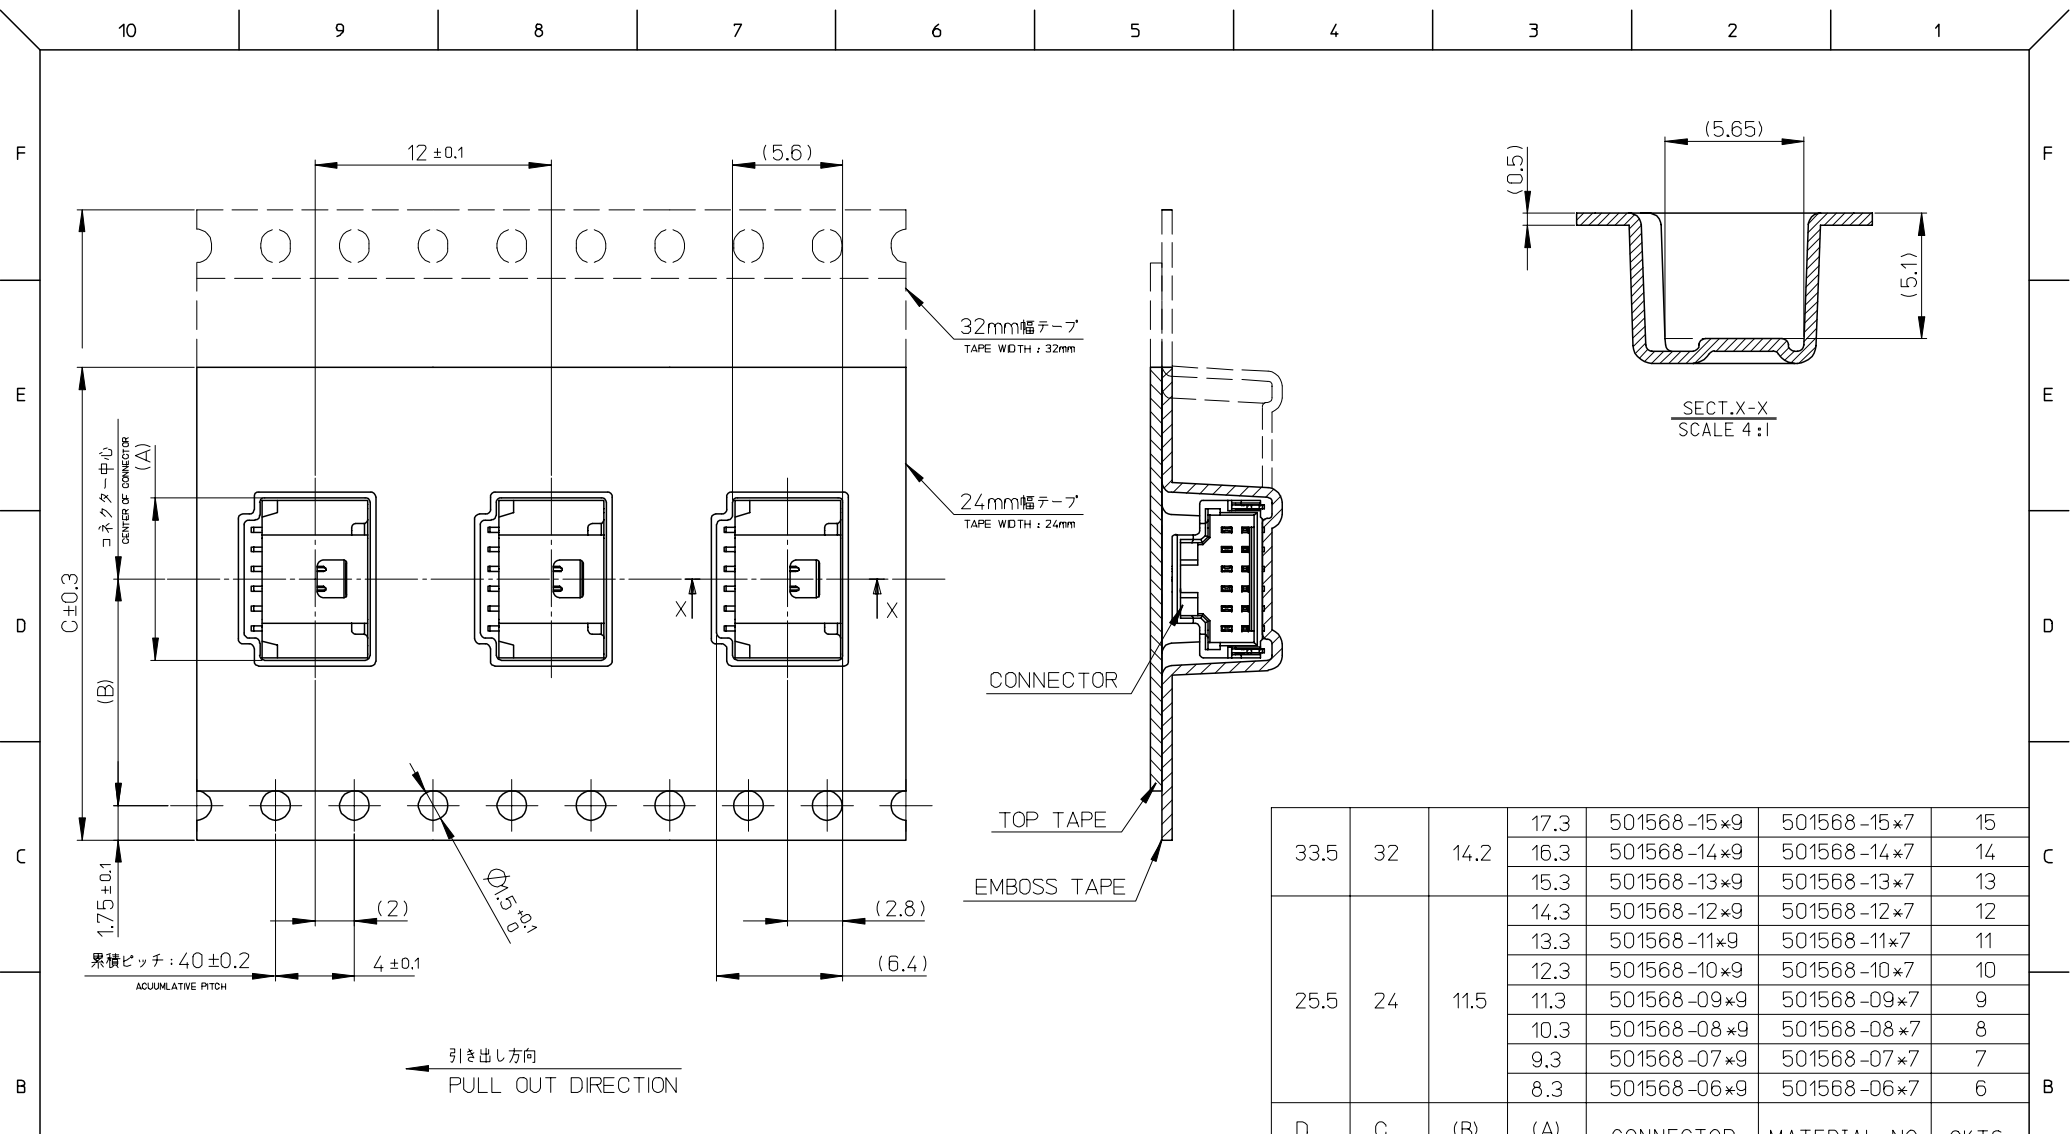 10 9 8 7 6 5 4 3 2 1
F F
E E
D D
C C
B B
12 ±0.1
(5.6)
(5.65)
(0.5)
(5.1)
32mm幅テープ
TAPE WIDTH : 32mm
24mm幅テープ
TAPE WIDTH : 24mm
SECT.X-X
SCALE 4:1
コネクター中心
CENTER OF CONNECTOR
(A)
C±0.3
(B)
X X
CONNECTOR
TOP TAPE
EMBOSS TAPE
1.75±0.1
(2)
Ø1.5 +0.1 0
(2.8)
累積ピッチ:40±0.2
ACUUMLATIVE PITCH
4 ±0.1
(6.4)
引き出し方向
PULL OUT DIRECTION
17.3 501568-15*9 501568-15*7 15
33.5 32 14.2 16.3 501568-14*9 501568-14*7 14
15.3 501568-13*9 501568-13*7 13
14.3 501568-12*9 501568-12*7 12
13.3 501568-11*9 501568-11*7 11
12.3 501568-10*9 501568-10*7 10
25.5 24 11.5 11.3 501568-09*9 501568-09*7 9
10.3 501568-08*9 501568-08*7 8
9.3 501568-07*9 501568-07*7 7
8.3 501568-06*9 501568-06*7 6
D C (B) (A) CONNECTOR MATERIAL NO CKTS